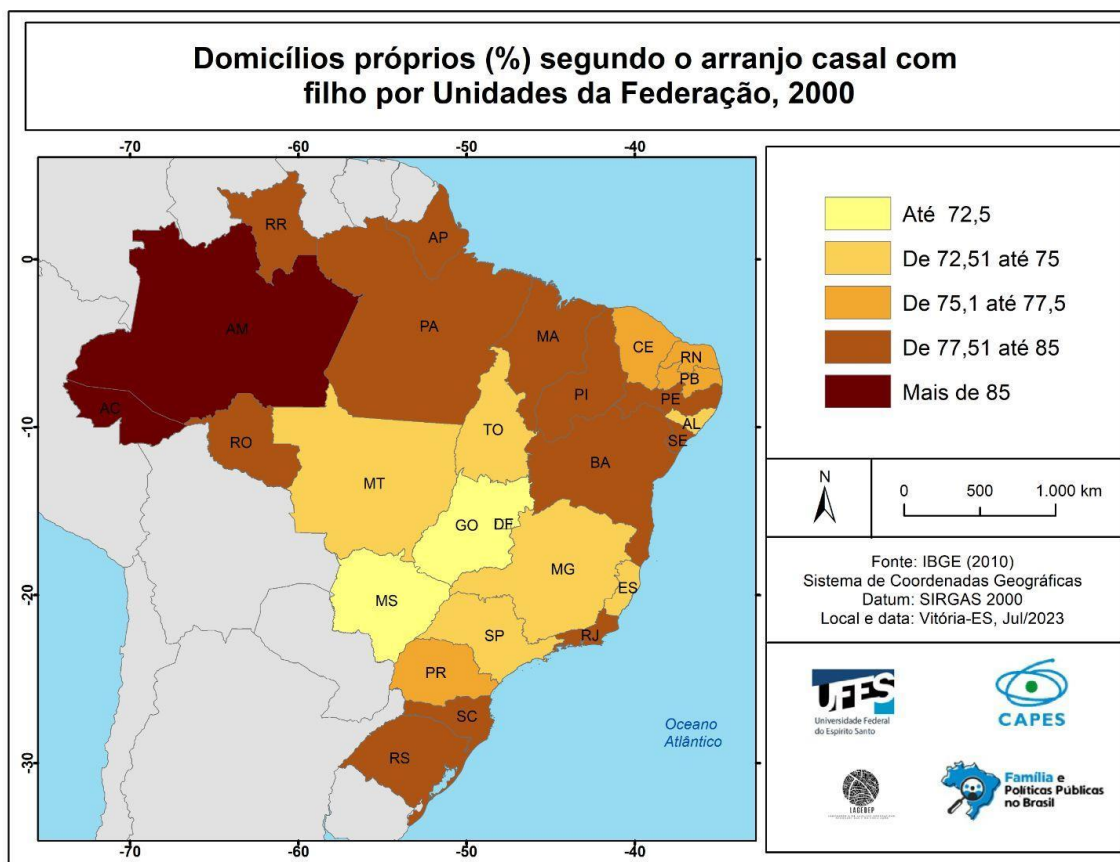 Domicílios próprios (%) segundo o arranjo casal com
filho por Unidades da Federação, 2000
-70
-60
-50
-40
0
-10
-20
-30
RR
AP
AM
PA
MA
CE
RN
PB
PI
PE
AC
AL
SE
RO
TO
BA
MT
GO
DF
MG
ES
MS
SP
RJ
PR
SC
RS
Oceano
Atlântico
-70
-60
-50
-40
Até 72,5
De 72,51 até 75
De 75,1 até 77,5
De 77,51 até 85
Mais de 85
N
0 500 1.000 km
Fonte: IBGE (2010)
Sistema de Coordenadas Geográficas
Datum: SIRGAS 2000
Local e data: Vitória-ES, Jul/2023
UFES
Universidade Federal
do Espírito Santo
CAPES
LAGEBEP
Família e
Políticas Públicas
no Brasil